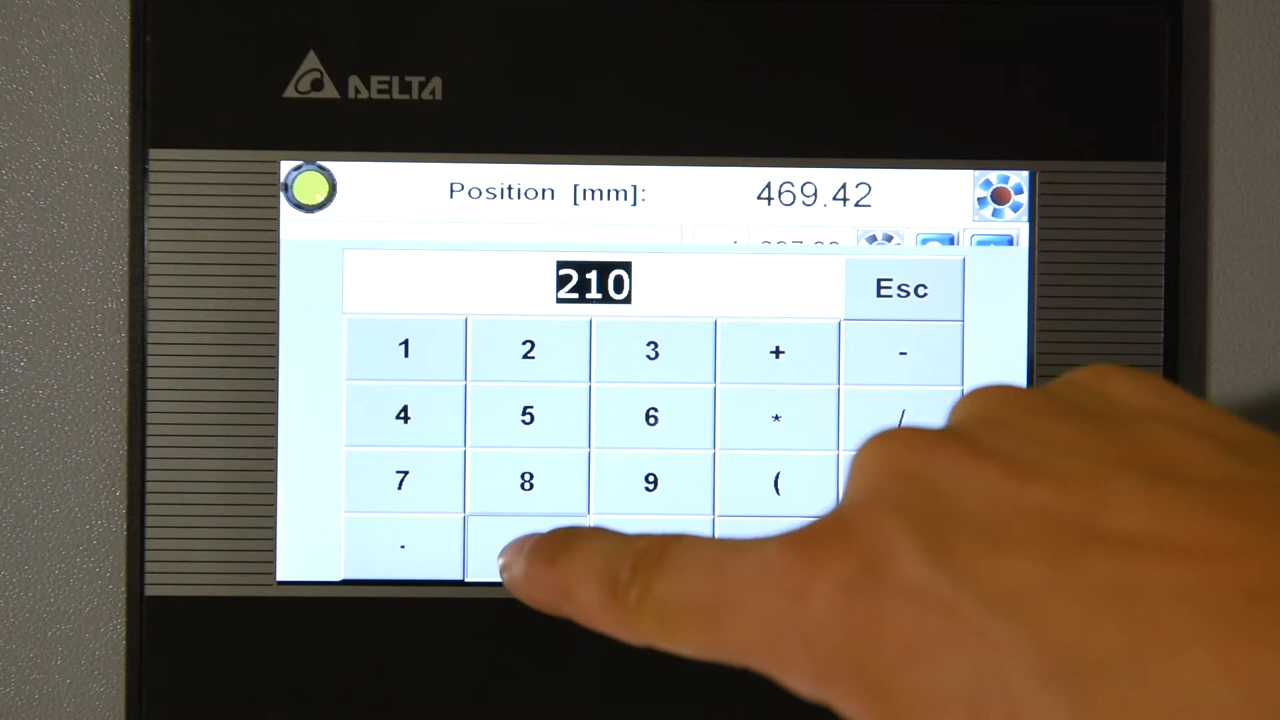 DELTA
Position [mm]: 469.42
210 Esc
1 2 3 + -
4 5 6 * /
7 8 9 (
.